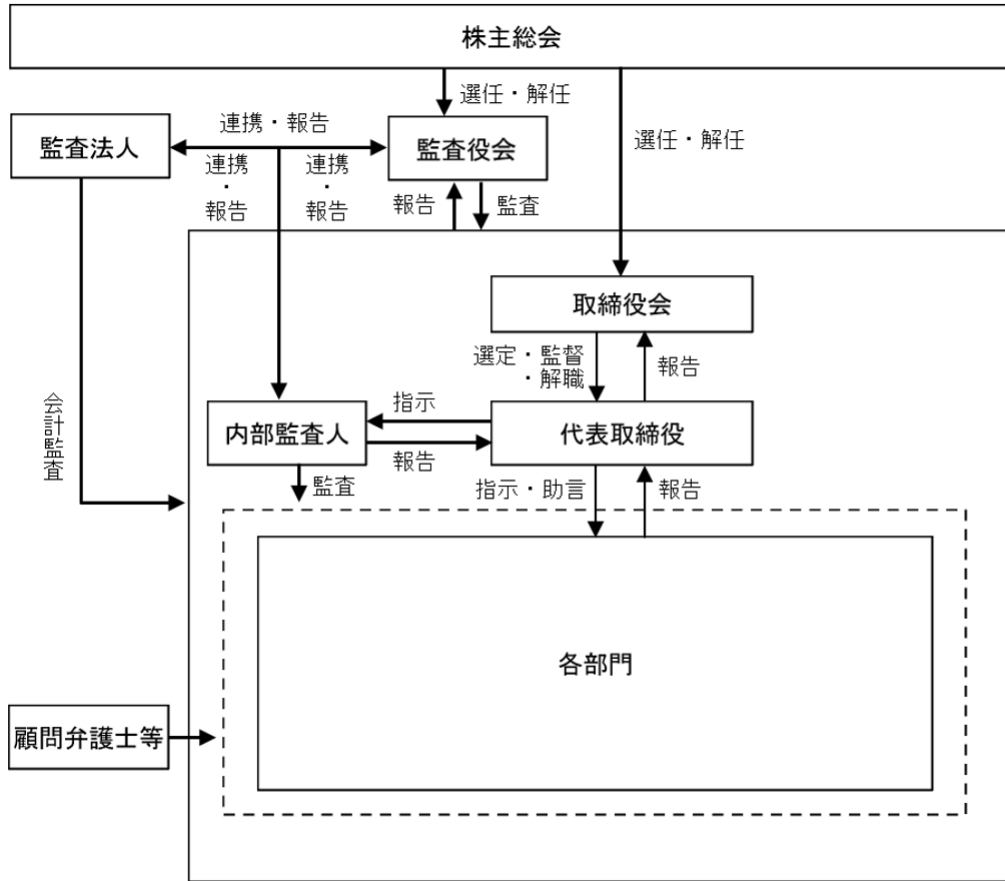 株主総会
選任・解任
選任・解任
監査法人
連携・報告
監査役会
連携
・
報告
連携
・
報告
報告
監査
取締役会
選定・監督
・解職
報告
会計監査
内部監査人
指示
報告
代表取締役
監査
指示・助言
報告
各部門
顧問弁護士等